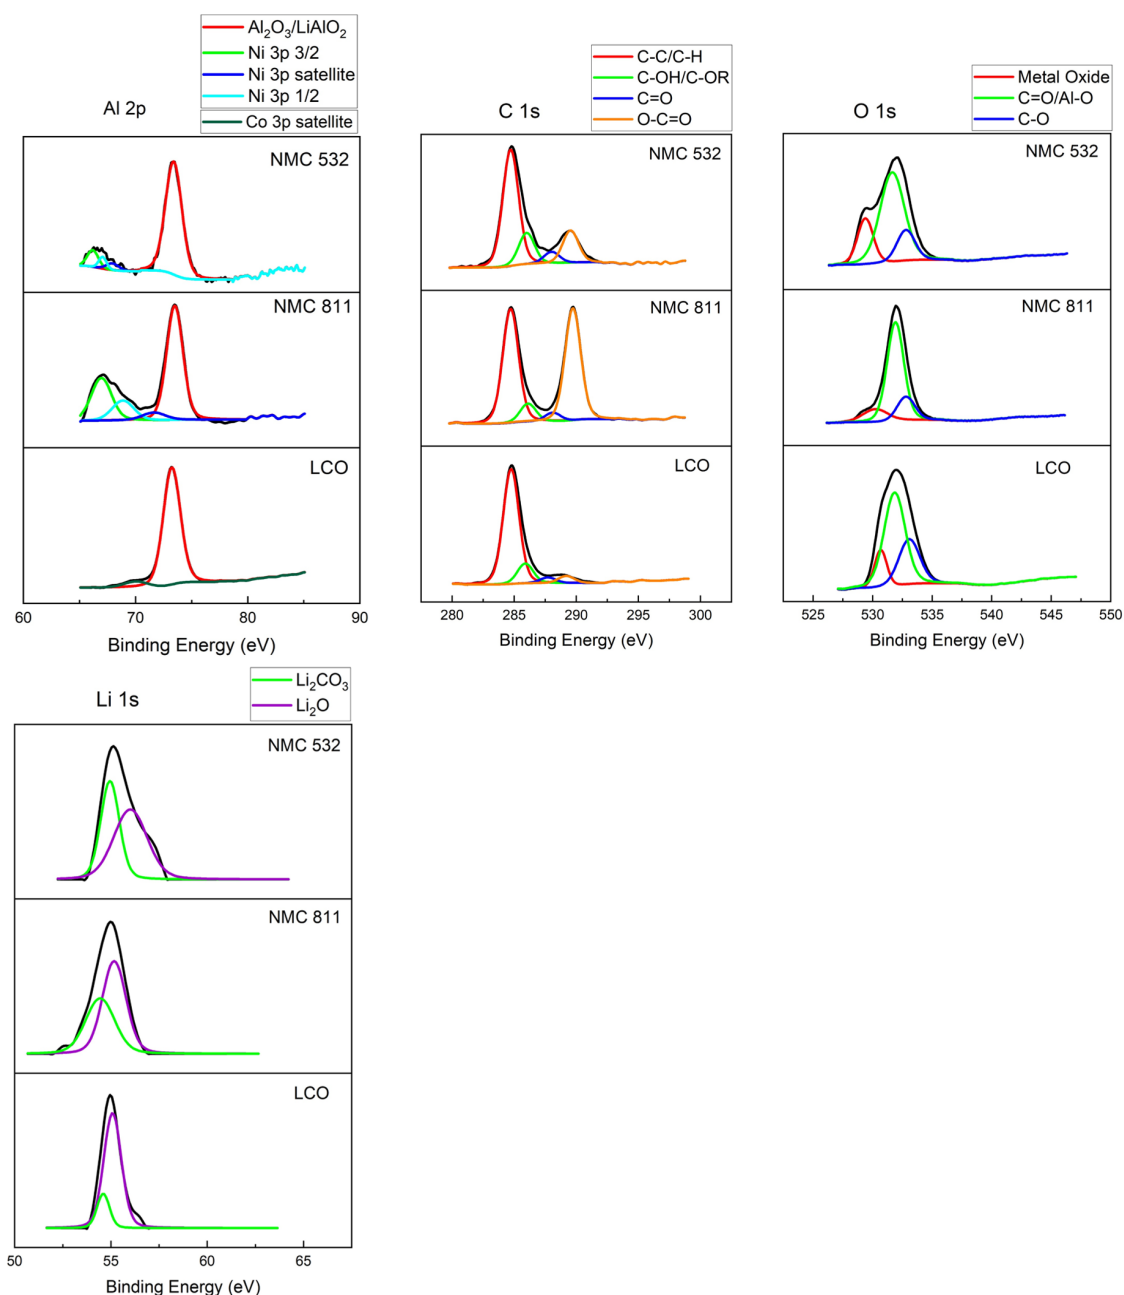 Al 2p
Al₂O₃/LiAlO₂
Ni 3p 3/2
Ni 3p satellite
Ni 3p 1/2
Co 3p satellite
NMC 532
NMC 811
LCO
60 70 80 90
Binding Energy (eV)
C 1s
C-C/C-H
C-OH/C-OR
C=O
O-C=O
NMC 532
NMC 811
LCO
280 285 290 295 300
Binding Energy (eV)
O 1s
Metal Oxide
C=O/Al-O
C-O
NMC 532
NMC 811
LCO
525 530 535 540 545 550
Binding Energy (eV)
Li 1s
Li₂CO₃
Li₂O
NMC 532
NMC 811
LCO
50 55 60 65
Binding Energy (eV)